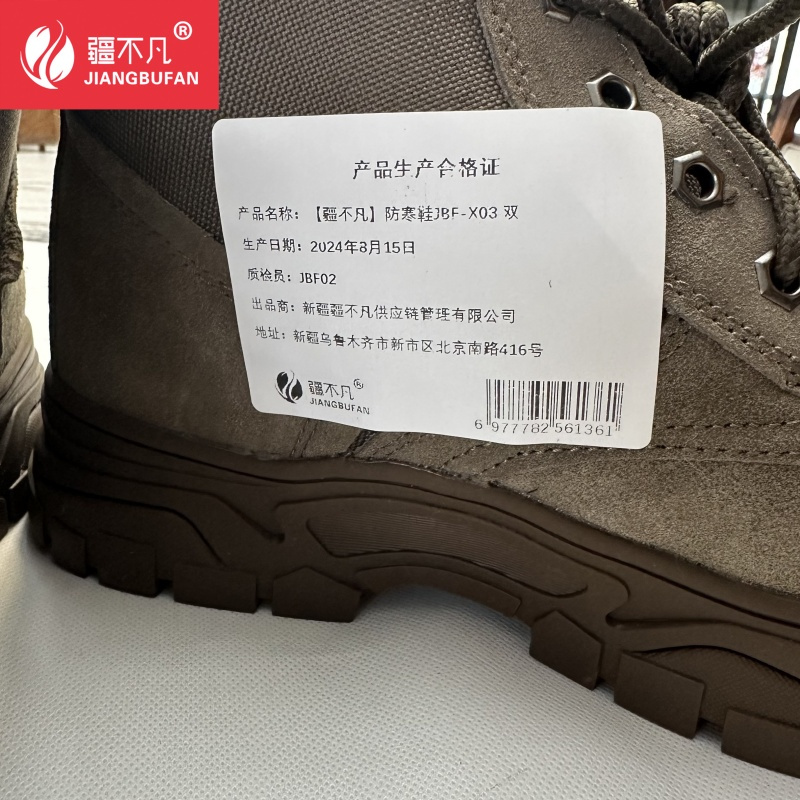 疆不凡®
JIANGBUFAN
产品生产合格证
产品名称：【疆不凡】防寒鞋JBF-X03 双
生产日期：2024年8月15日
质检员：JBF02
出品商：新疆疆不凡供应链管理有限公司
地址：新疆乌鲁木齐市新市区北京南路416号
疆不凡®
JIANGBUFAN
6 977782 561361